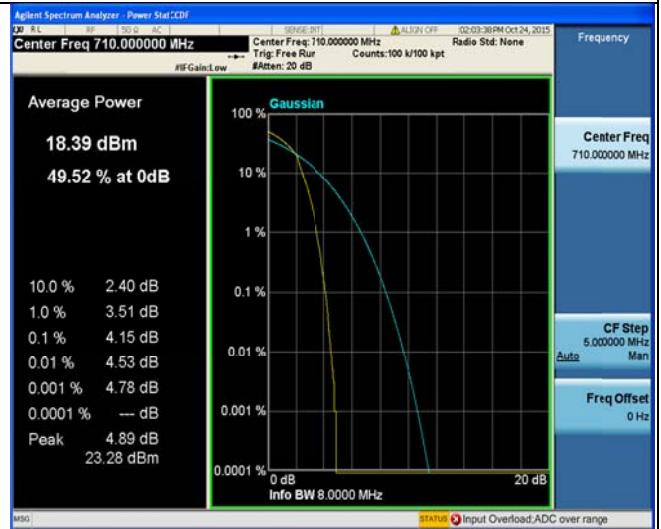 Agilent Spectrum Analyzer - Power Stat CCDF
RL RF 50 Ω AC SENSE:INT ALIGN OFF 02:03:38 PM Oct 24, 2015
Center Freq 710.000000 MHz
Center Freq: 710.000000 MHz Radio Std: None
Trig: Free Run Counts:100 k/100 kpt
#IFGain:Low #Atten: 20 dB
Frequency
Average Power
18.39 dBm
49.52 % at 0dB
10.0 % 2.40 dB
1.0 % 3.51 dB
0.1 % 4.15 dB
0.01 % 4.53 dB
0.001 % 4.78 dB
0.0001 % --- dB
Peak 4.89 dB
23.28 dBm
Gaussian
100 %
10 %
1 %
0.1 %
0.01 %
0.001 %
0.0001 %
0 dB 20 dB
Info BW 8.0000 MHz
Center Freq
710.000000 MHz
CF Step
5.000000 MHz
Auto Man
Freq Offset
0 Hz
MSG STATUS Input Overload;ADC over range